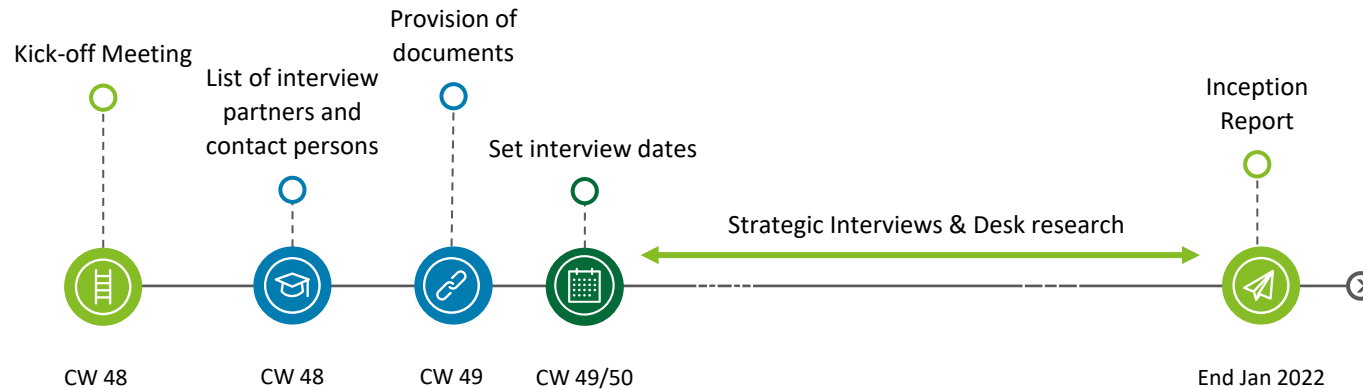 Kick-off Meeting
CW 48
List of interview
partners and
contact persons
CW 48
Provision of
documents
CW 49
Set interview dates
CW 49/50
Strategic Interviews & Desk research
Inception
Report
End Jan 2022